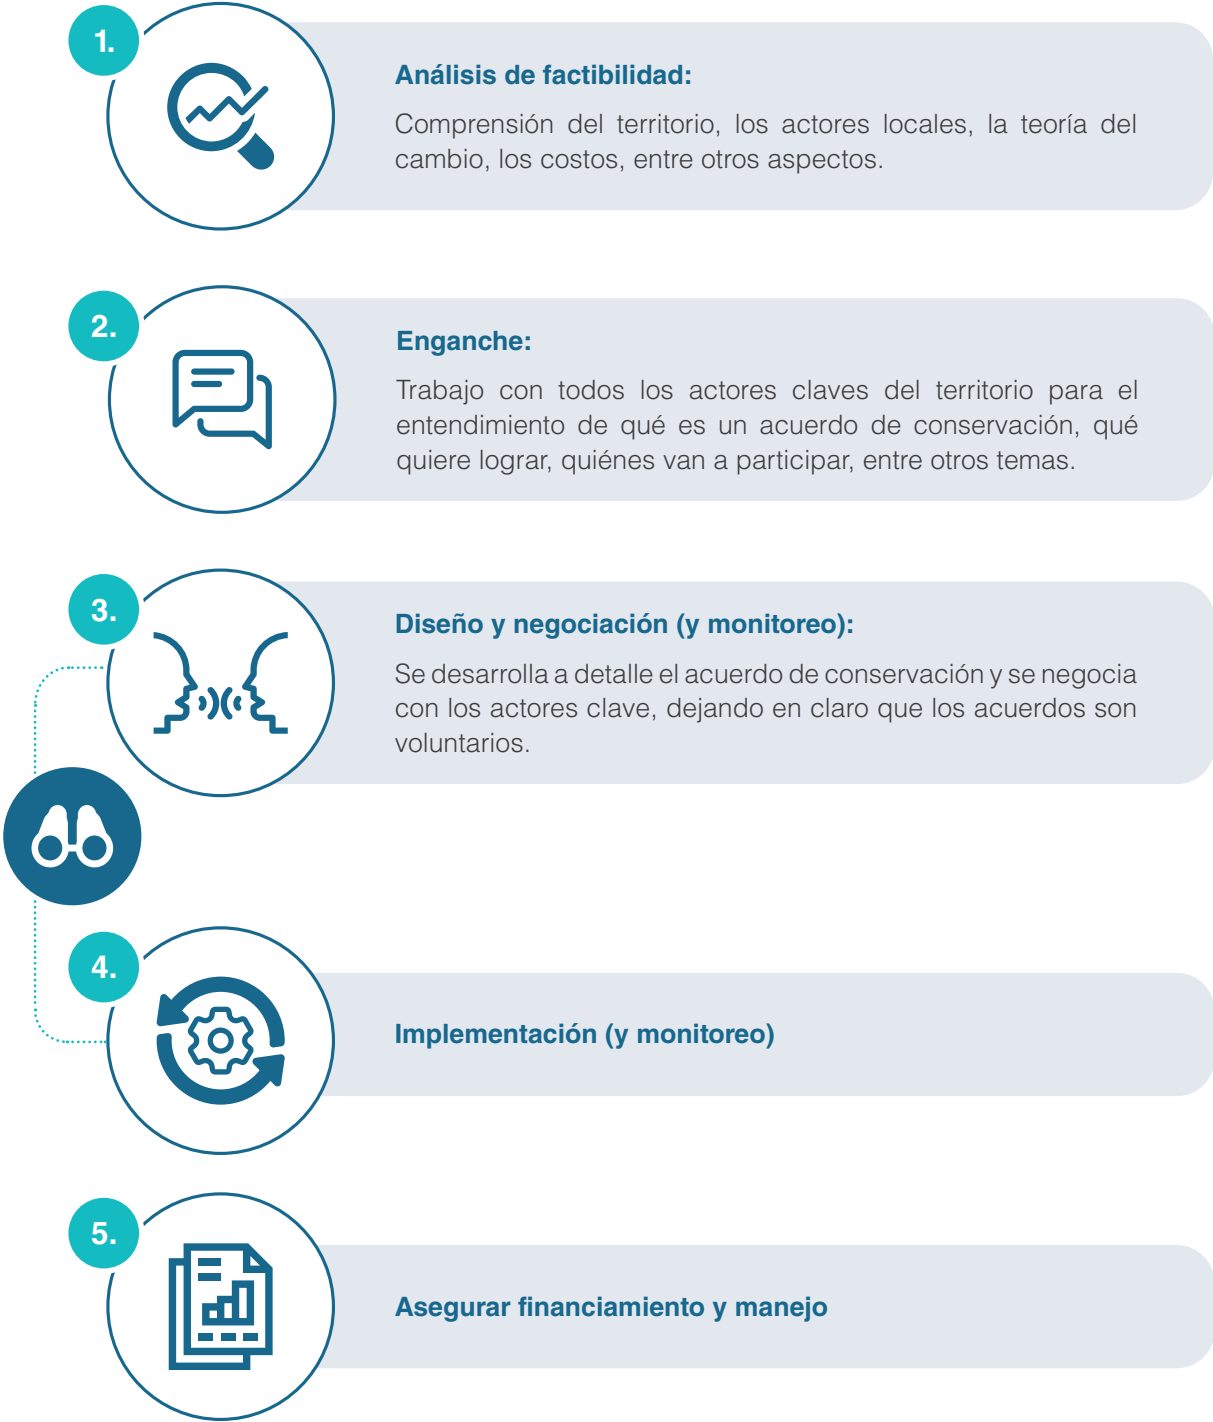 1.
Análisis de factibilidad:
Comprensión del territorio, los actores locales, la teoría del
cambio, los costos, entre otros aspectos.
2.
Enganche:
Trabajo con todos los actores claves del territorio para el
entendimiento de qué es un acuerdo de conservación, qué
quiere lograr, quiénes van a participar, entre otros temas.
3.
Diseño y negociación (y monitoreo):
Se desarrolla a detalle el acuerdo de conservación y se negocia
con los actores clave, dejando en claro que los acuerdos son
voluntarios.
4.
Implementación (y monitoreo)
5.
Asegurar financiamiento y manejo